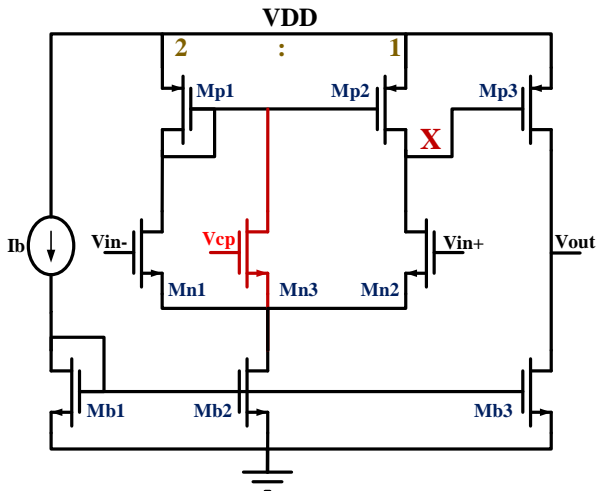 VDD
2 : 1
Mp1 Mp2 Mp3
X
Ib Vin- Vcp Vin+ Vout
Mn1 Mn3 Mn2
Mb1 Mb2 Mb3